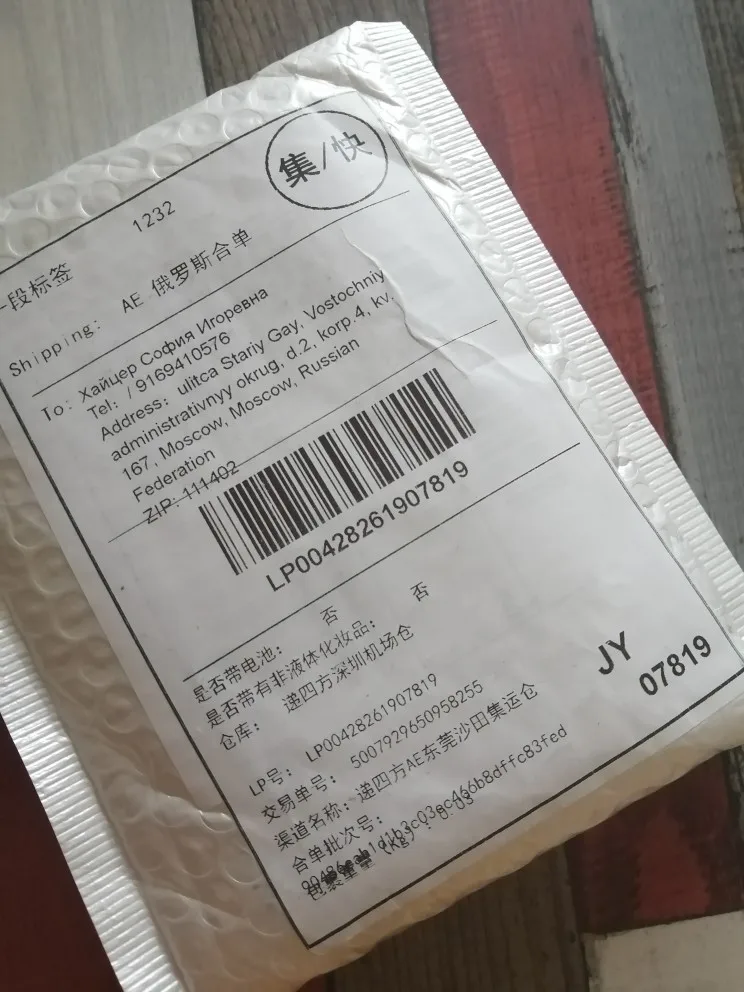 集/快
1232
一段标签
Shipping: AE 俄罗斯合单
To: Хайцер София Игоревна
Tel: / 9169410576
Address: ulitca Stariy Gay, Vostochniy
administrativnyy okrug, d.2, korp.4, kv.
167, Moscow, Moscow, Russian
Federation
ZIP: 111402
LP00428261907819
是否带电池: 否
是否带有非液体化妆品: 否
仓库: 递四方深圳机场仓
JY
07819
LP号: LP00428261907819
交易单号: 5007929650958255
渠道名称: 递四方AE东莞沙田集运仓
合单批次号:
(kg):